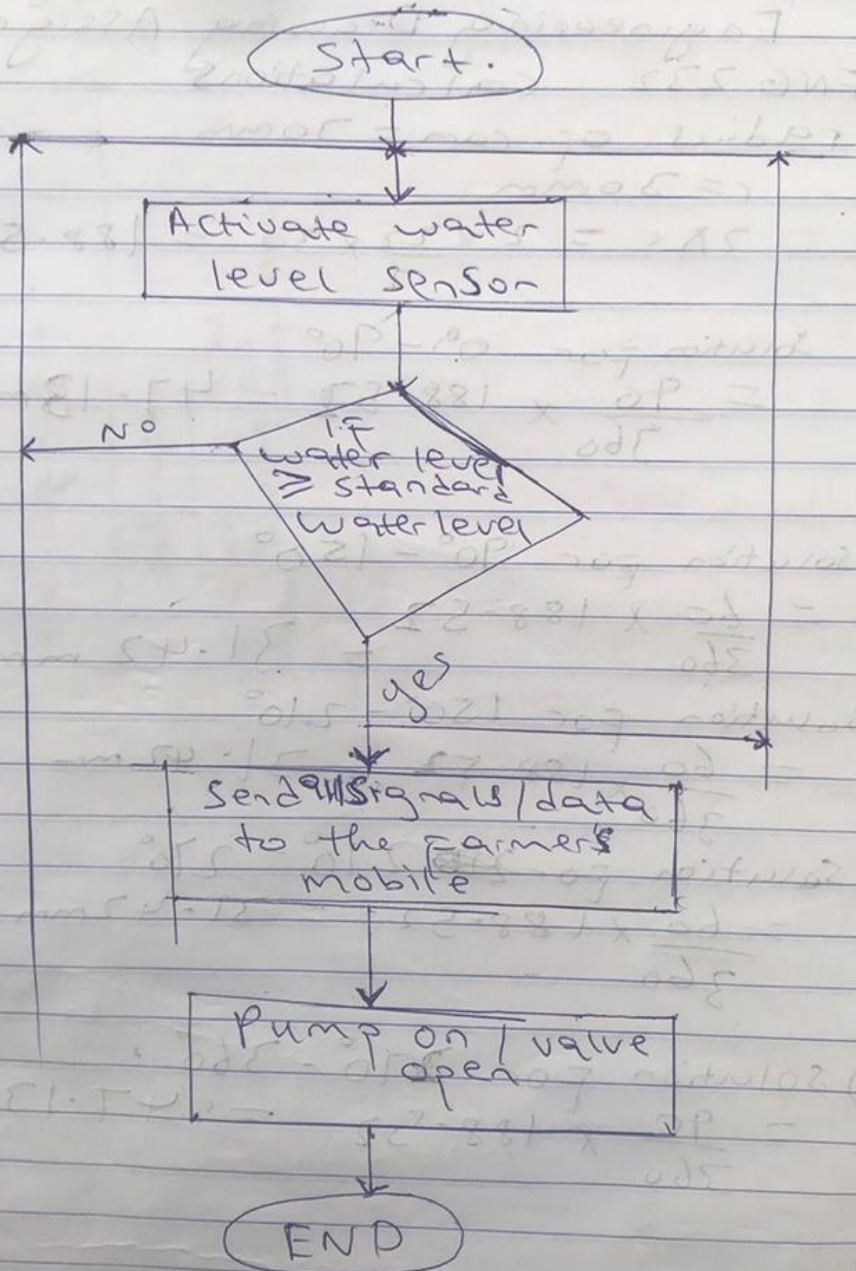 Start.
Activate water
level sensor
No
if
water level
≥ standard
water level
yes
Send signals/data
to the farmer's
mobile
Pump on / valve
open
END